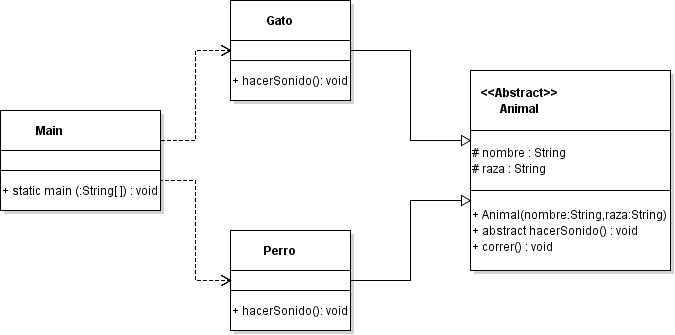 Gato
+ hacerSonido(): void
Main
+ static main (:String[ ]) : void
Perro
+ hacerSonido(): void
<<Abstract>>
Animal
# nombre : String
# raza : String
+ Animal(nombre:String,raza:String)
+ abstract hacerSonido() : void
+ correr() : void